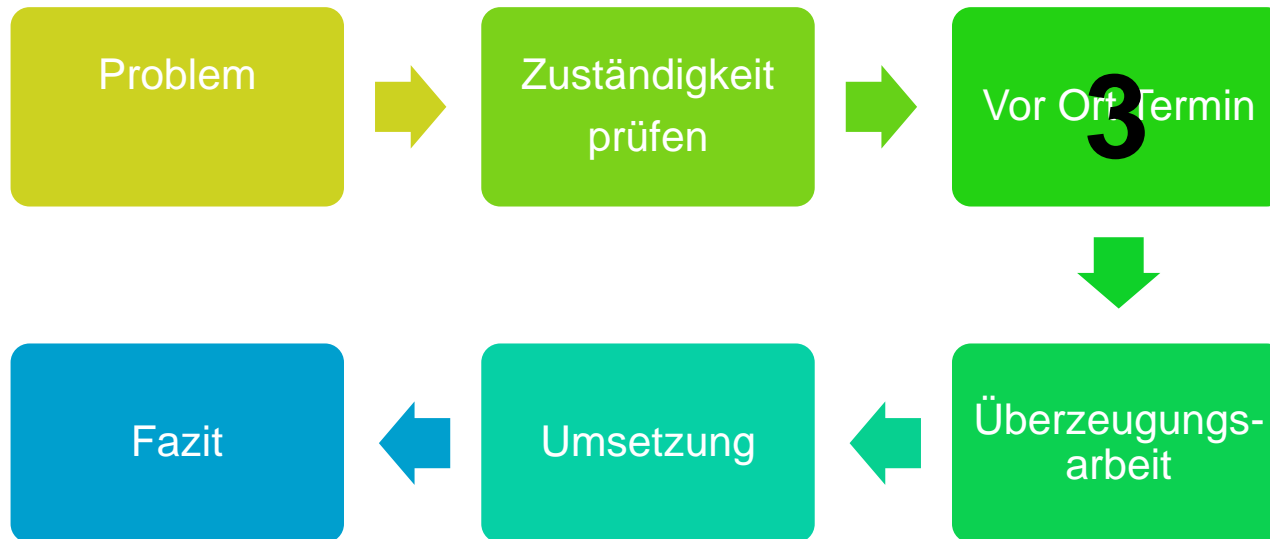 Problem
Zuständigkeit
prüfen
Vor Ort Termin
3
Überzeugungs-
arbeit
Umsetzung
Fazit